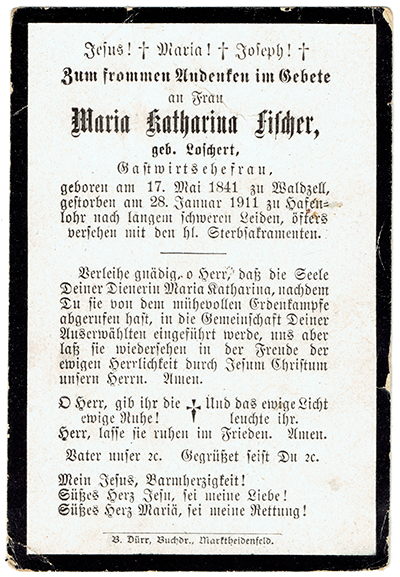 Jesus! † Maria! † Joseph! †
Zum frommen Andenken im Gebete
an Frau
Maria Katharina Fischer,
geb. Loschert,
Gastwirtsehefrau,
geboren am 17. Mai 1841 zu Waldzell,
gestorben am 28. Januar 1911 zu Hafen-
lohr nach langem schweren Leiden, öfters
versehen mit den hl. Sterbsakramenten.
Verleihe gnädig, o Herr, daß die Seele
Deiner Dienerin Maria Katharina, nachdem
Du sie von dem mühevollen Erdenkampfe
abgerufen hast, in die Gemeinschaft Deiner
Auserwählten eingeführt werde, uns aber
laß sie wiedersehen in der Freude der
ewigen Herrlichkeit durch Jesum Christum
unsern Herrn. Amen.
O Herr, gib ihr die † Und das ewige Licht
ewige Ruhe! leuchte ihr.
Herr, lasse sie ruhen im Frieden. Amen.
Vater unser ꝛc. Gegrüßet seist Du ꝛc.
Mein Jesus, Barmherzigkeit!
Süßes Herz Jesu, sei meine Liebe!
Süßes Herz Mariä, sei meine Rettung!
B. Dürr, Buchdr., Marktheidenfeld.